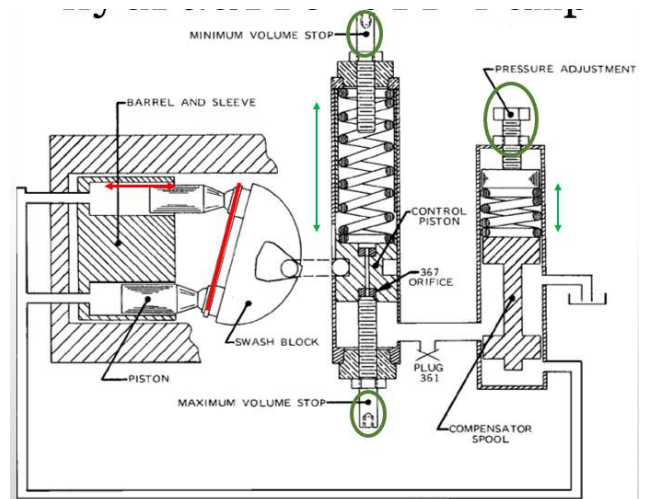 MINIMUM VOLUME STOP
PRESSURE ADJUSTMENT
BARREL AND SLEEVE
CONTROL
PISTON
367
ORIFICE
SWASH BLOCK
PLUG
361
PISTON
MAXIMUM VOLUME STOP
COMPENSATOR
SPOOL